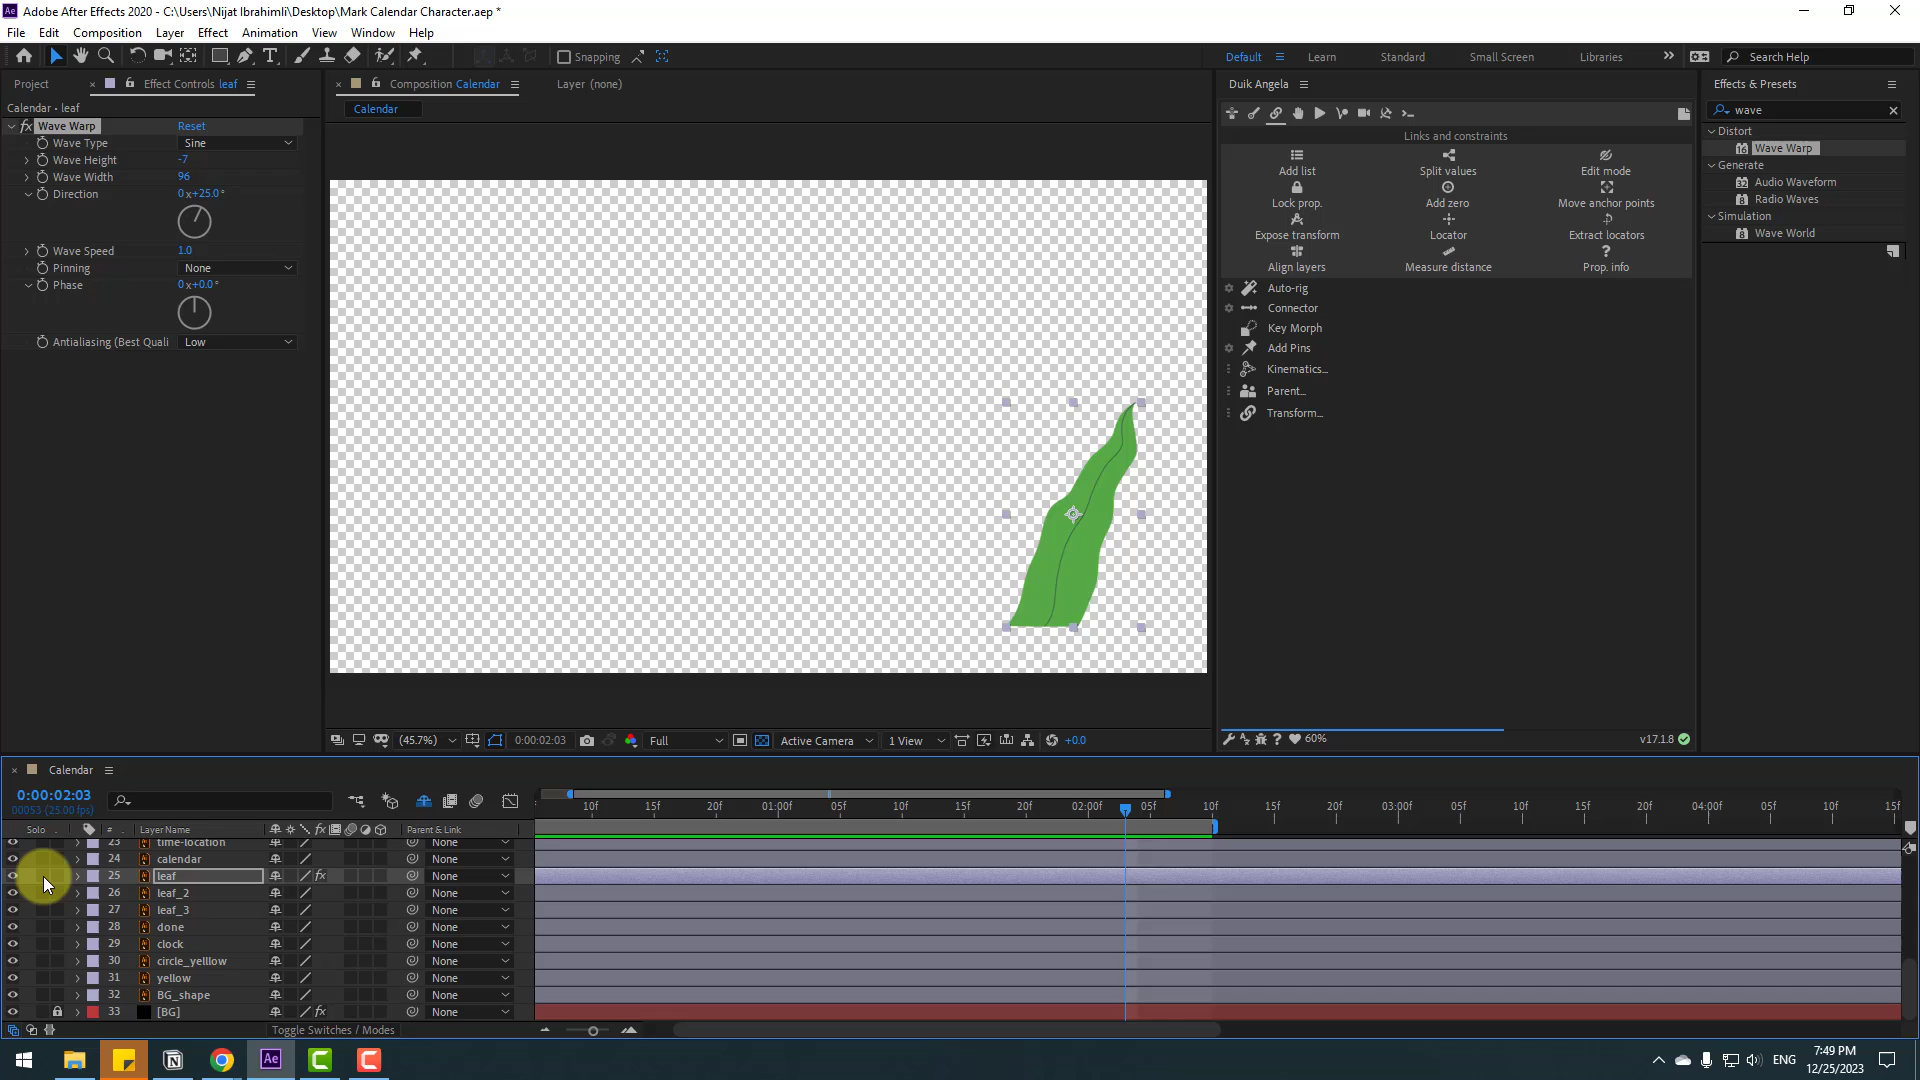 Adobe After Effects 2020 - C:\Users\Nijat Ibrahimli\Desktop\Mark Calendar Character.aep *
File Edit Composition Layer Effect Animation View Window Help
Snapping
Default Learn Standard Small Screen Libraries Search Help
Project Effect Controls leaf
Calendar • leaf
fx Wave Warp Reset
Wave Type Sine
Wave Height -7
Wave Width 96
Direction 0x+25.0°
Wave Speed 1.0
Pinning None
Phase 0x+0.0°
Antialiasing (Best Quali Low
Composition Calendar Layer (none)
Calendar
(45.7%) 0:00:02:03 Full Active Camera 1 View +0.0
Duik Angela
Links and constraints
Add list Split values Edit mode
Lock prop. Add zero Move anchor points
Expose transform Locator Extract locators
Align layers Measure distance Prop. info
Auto-rig
Connector
Key Morph
Add Pins
Kinematics...
Parent...
Transform...
60% v17.1.8
Effects & Presets
wave
Distort
Wave Warp
Generate
Audio Waveform
Radio Waves
Simulation
Wave World
Calendar
0:00:02:03
00053 (25.00 fps)
10f 15f 20f 01:00f 05f 10f 15f 20f 02:00f 05f 10f 15f 20f 03:00f 05f 10f 15f 20f 04:00f 05f 10f 15f
Solo # Layer Name fx Parent & Link
23 time-location None
24 calendar None
25 leaf fx None
26 leaf_2 None
27 leaf_3 None
28 done None
29 clock None
30 circle_yelllow None
31 yellow None
32 BG_shape None
33 [BG] fx None
Toggle Switches / Modes
Ae ENG 7:49 PM
12/25/2023